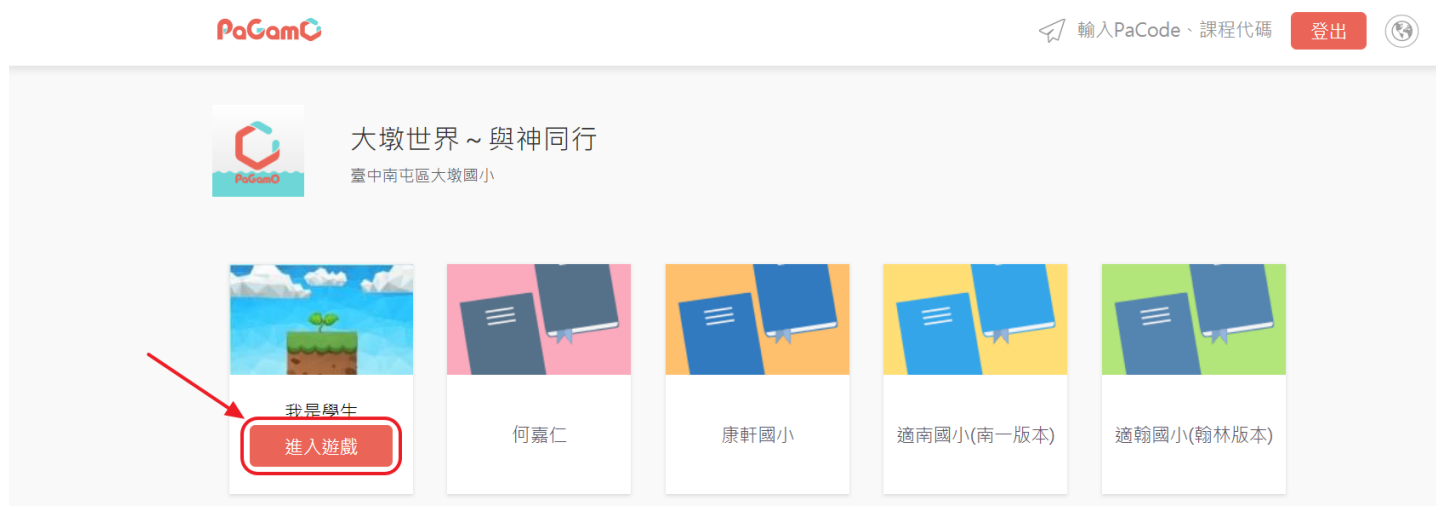 PaGamO
輸入PaCode、課程代碼
登出
PaGamO
大墩世界～與神同行
臺中南屯區大墩國小
我是學生
進入遊戲
何嘉仁
康軒國小
適南國小(南一版本)
適翰國小(翰林版本)